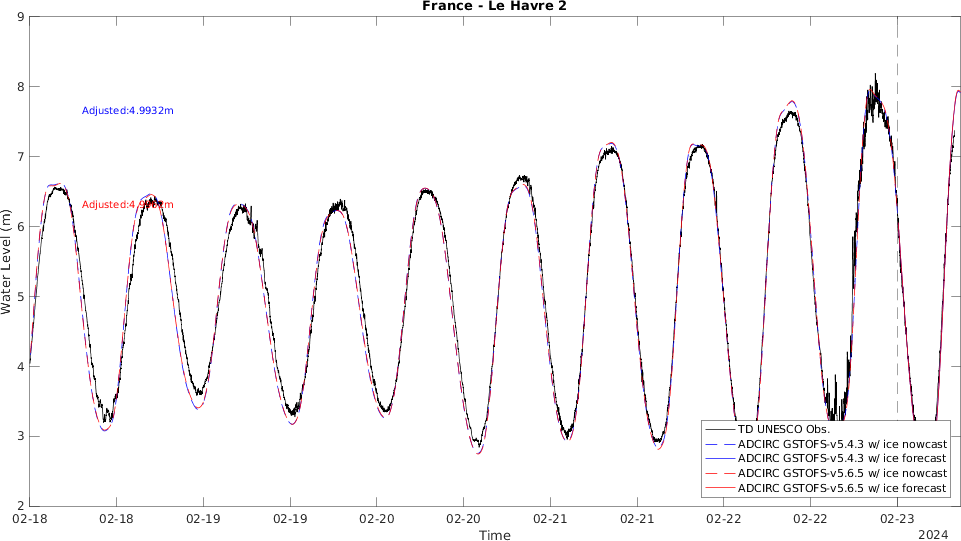 France - Le Havre 2
9
8
7
6
5
4
3
2
Water Level (m)
Adjusted:4.9932m
Adjusted:4.9
TD UNESCO Obs.
ADCIRC GSTOFS-v5.4.3 w/ ice nowcast
ADCIRC GSTOFS-v5.4.3 w/ ice forecast
ADCIRC GSTOFS-v5.6.5 w/ ice nowcast
ADCIRC GSTOFS-v5.6.5 w/ ice forecast
02-18 02-18 02-19 02-19 02-20 02-20 02-21 02-21 02-22 02-22 02-23
Time
2024